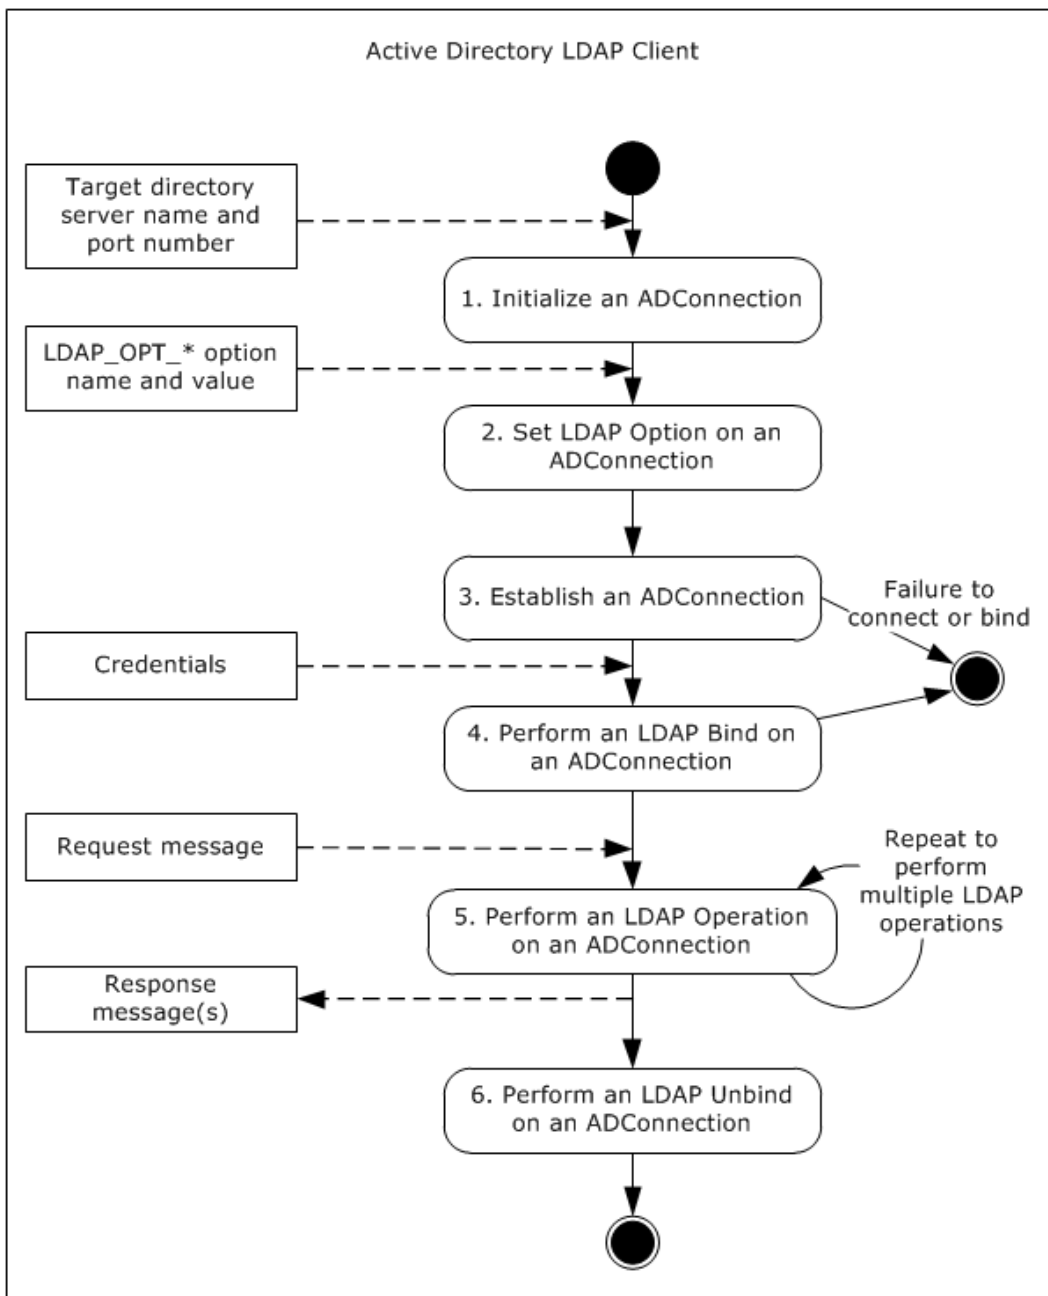 Active Directory LDAP Client
Target directory
server name and
port number
1. Initialize an ADConnection
LDAP_OPT_* option
name and value
2. Set LDAP Option on an
ADConnection
3. Establish an ADConnection
Failure to
connect or bind
Credentials
4. Perform an LDAP Bind on
an ADConnection
Request message
Repeat to
perform
multiple LDAP
operations
5. Perform an LDAP Operation
on an ADConnection
Response
message(s)
6. Perform an LDAP Unbind
on an ADConnection